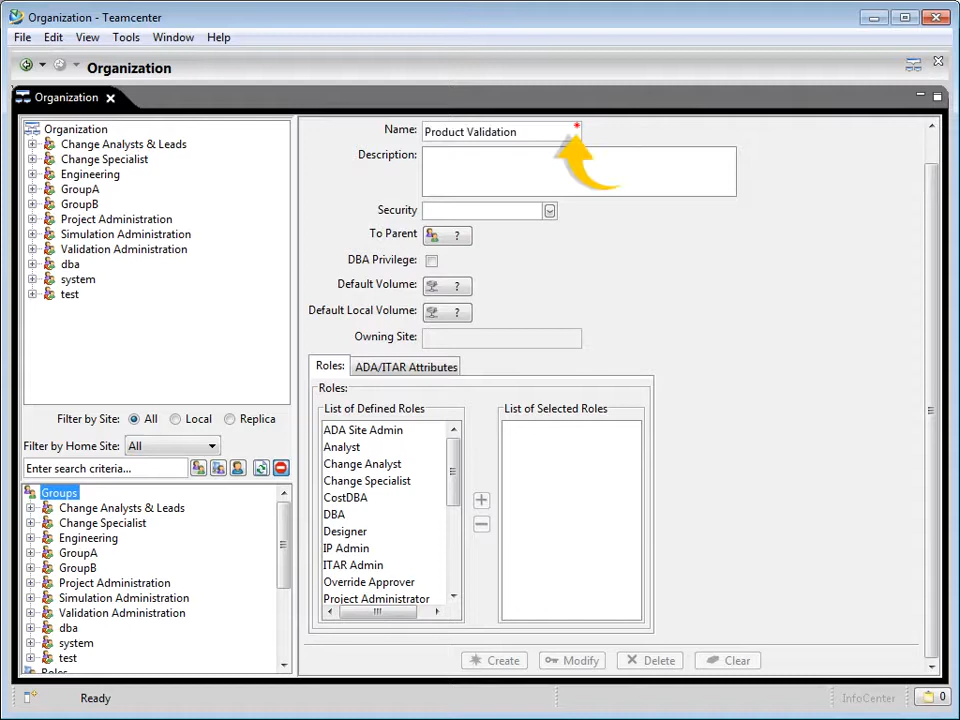 Organization - Teamcenter
File Edit View Tools Window Help
Organization
Organization
Organization
Change Analysts & Leads
Change Specialist
Engineering
GroupA
GroupB
Project Administration
Simulation Administration
Validation Administration
dba
system
test
Filter by Site: All Local Replica
Filter by Home Site: All
Enter search criteria...
Groups
Change Analysts & Leads
Change Specialist
Engineering
GroupA
GroupB
Project Administration
Simulation Administration
Validation Administration
dba
system
test
Roles
Name: Product Validation *
Description:
Security
To Parent ?
DBA Privilege:
Default Volume: ?
Default Local Volume: ?
Owning Site:
Roles: ADA/ITAR Attributes
Roles:
List of Defined Roles
ADA Site Admin
Analyst
Change Analyst
Change Specialist
CostDBA
DBA
Designer
IP Admin
ITAR Admin
Override Approver
Project Administrator
List of Selected Roles
Create Modify Delete Clear
Ready
InfoCenter 0